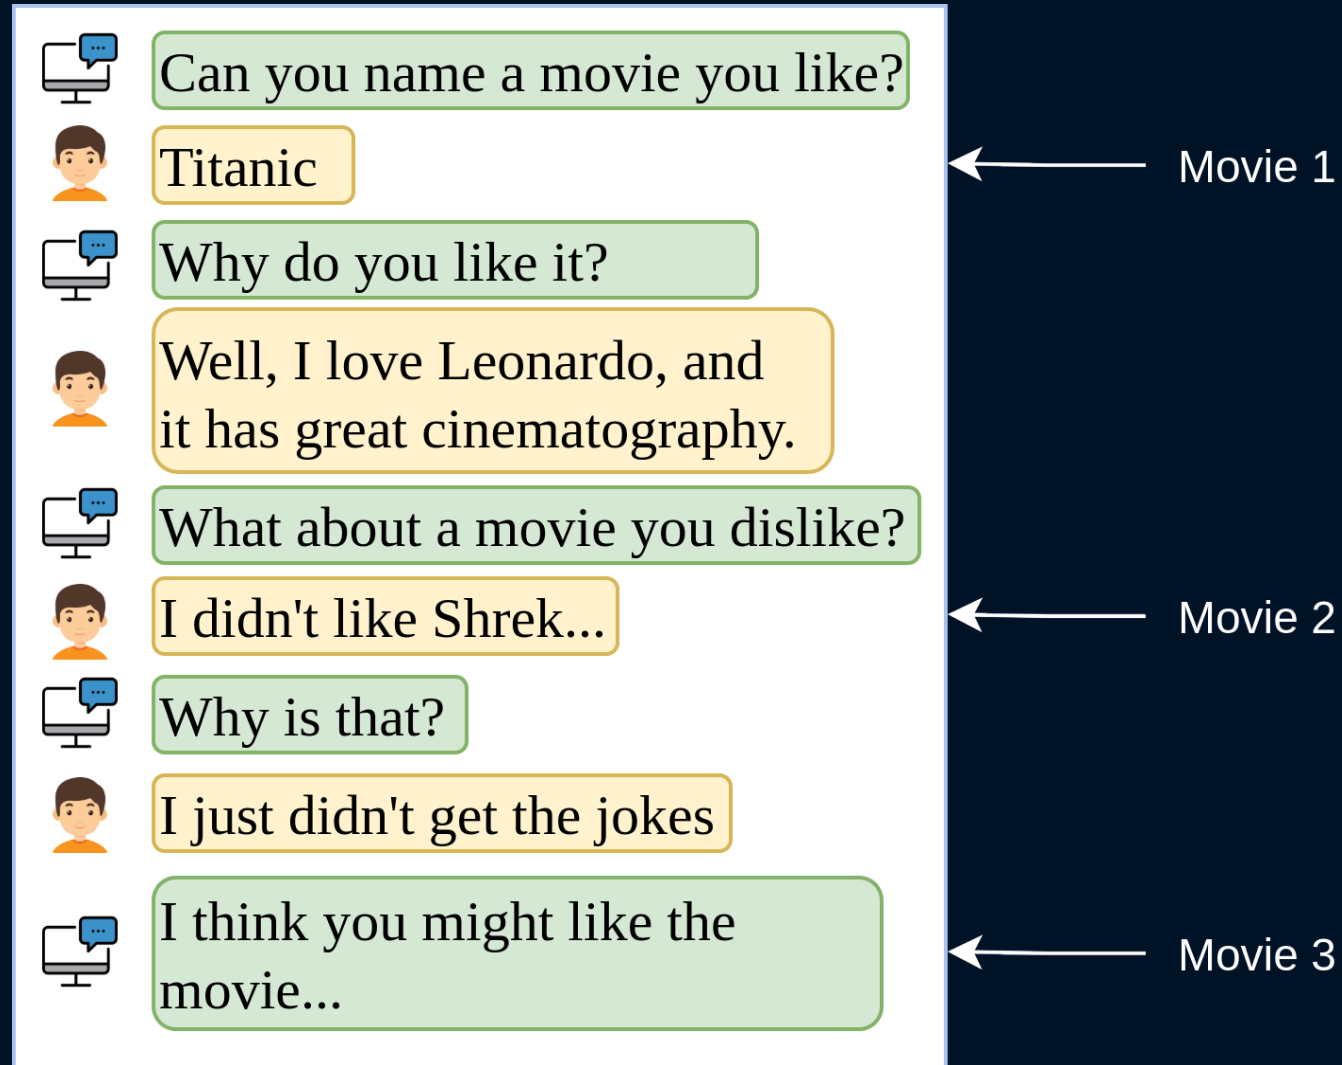 Can you name a movie you like?
Titanic
Movie 1
Why do you like it?
Well, I love Leonardo, and
it has great cinematography.
What about a movie you dislike?
I didn't like Shrek...
Movie 2
Why is that?
I just didn't get the jokes
I think you might like the
movie...
Movie 3